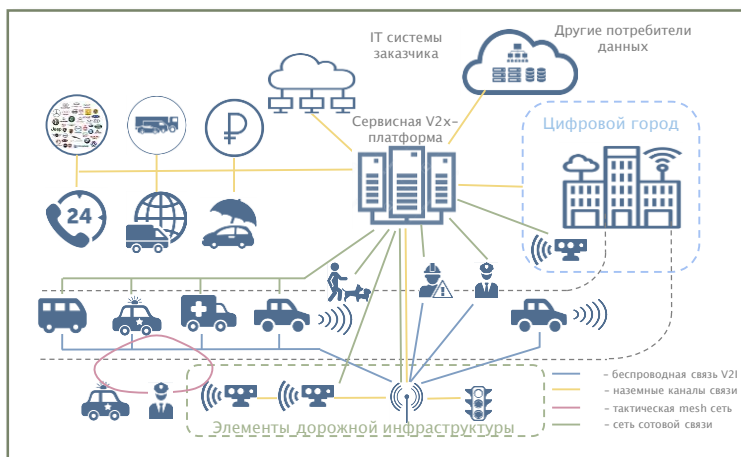 IT системы
заказчика
Другие потребители
данных
Сервисная V2x–
платформа
Цифровой город
24
Элементы дорожной инфраструктуры
– беспроводная связь V2I
– наземные каналы связи
– тактическая mesh сеть
– сеть сотовой связи